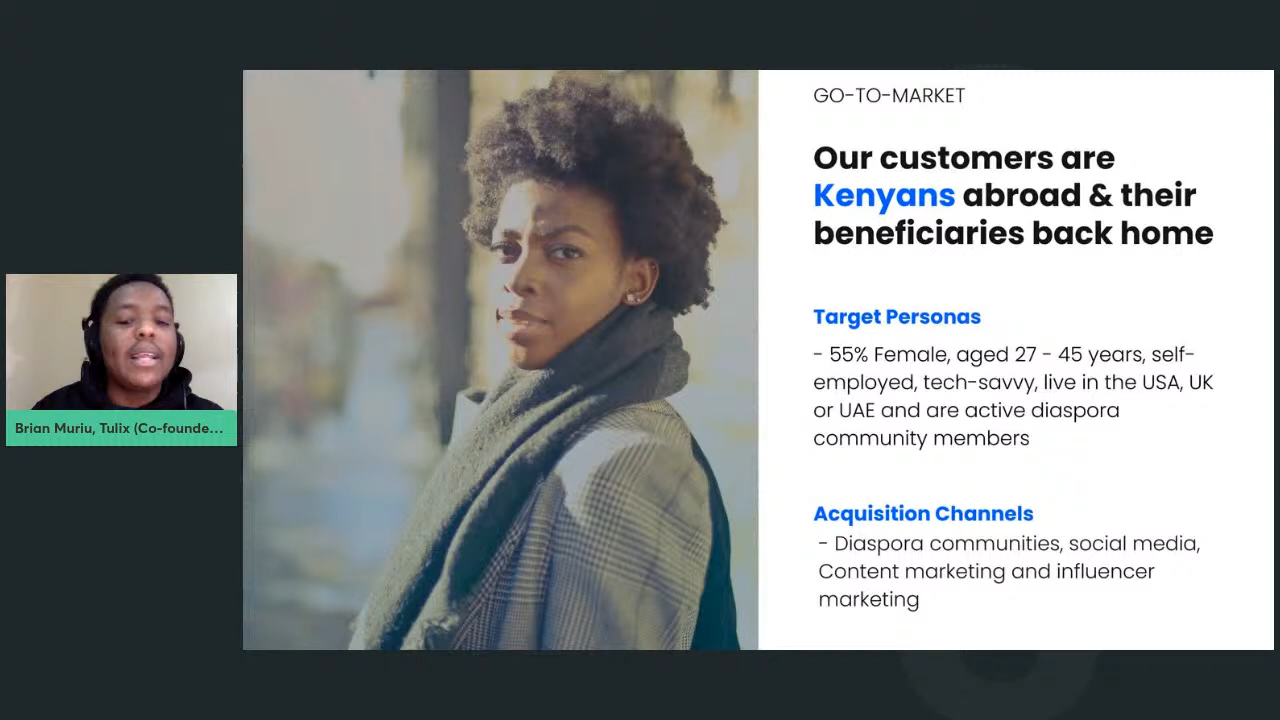 GO-TO-MARKET
Our customers are
Kenyans abroad & their
beneficiaries back home
Target Personas
- 55% Female, aged 27 - 45 years, self-
employed, tech-savvy, live in the USA, UK
or UAE and are active diaspora
community members
Acquisition Channels
- Diaspora communities, social media,
Content marketing and influencer
marketing
Brian Muriu, Tulix (Co-founde...